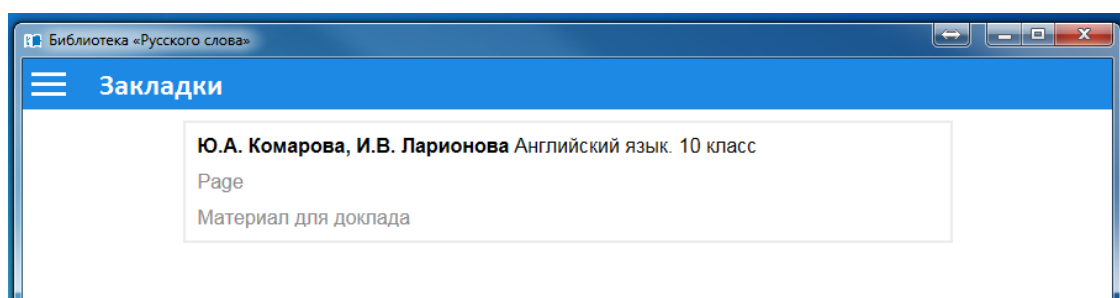 Библиотека «Русского слова»
Закладки
Ю.А. Комарова, И.В. Ларионова Английский язык. 10 класс
Page
Материал для доклада